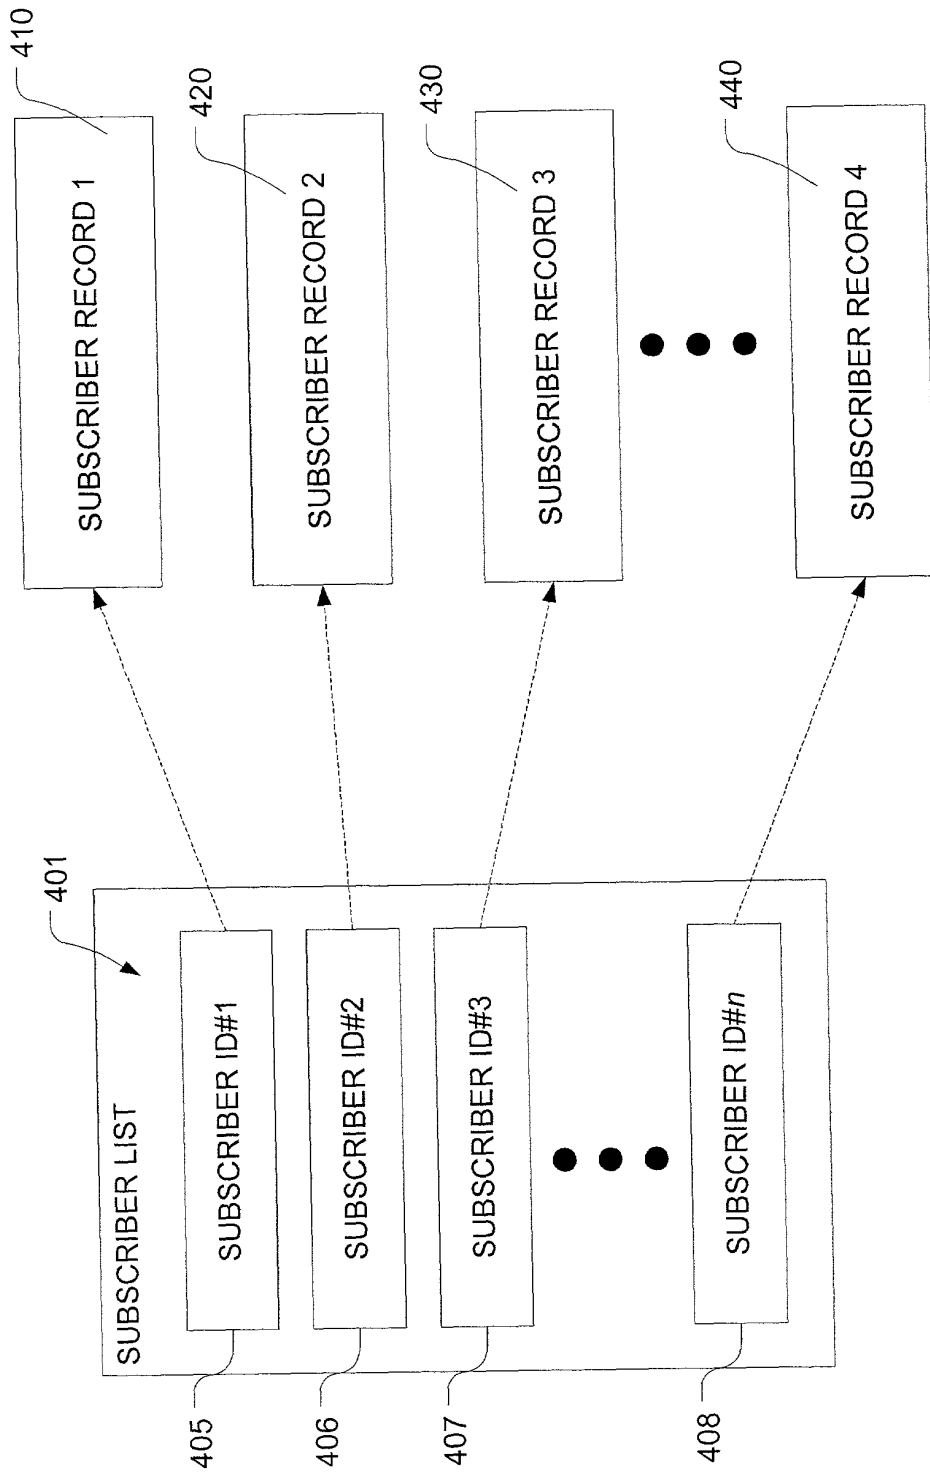 SUBSCRIBER LIST
401
405
SUBSCRIBER ID#1
406
SUBSCRIBER ID#2
407
SUBSCRIBER ID#3
408
SUBSCRIBER ID#n
SUBSCRIBER RECORD 1
410
SUBSCRIBER RECORD 2
420
SUBSCRIBER RECORD 3
430
SUBSCRIBER RECORD 4
440